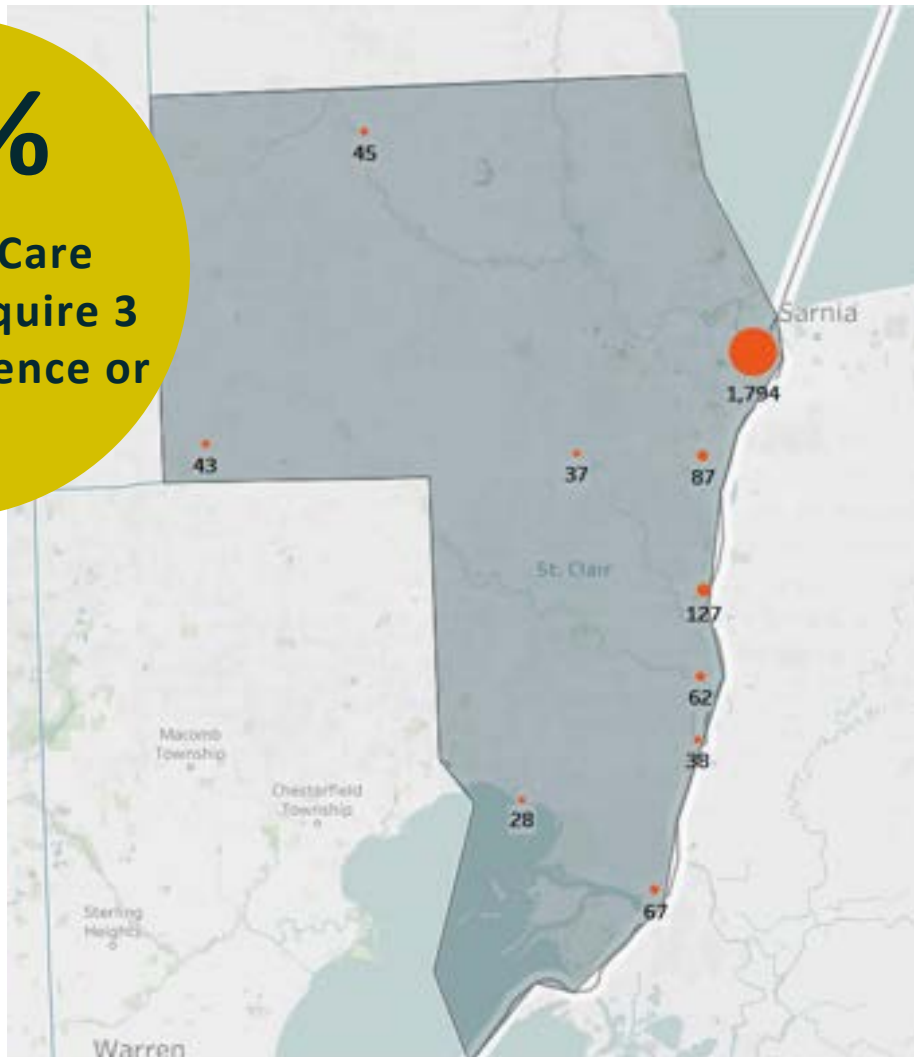 %
Care
quire 3
ence or
45
Sarnia
1,794
43
37
87
St. Clair
127
62
38
Macomb
Township
Chesterfield
Township
28
67
Sterling
Heights
Warren